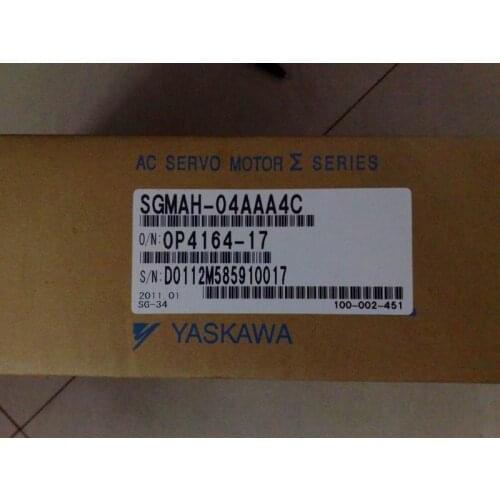 AC SERVO MOTOR Σ SERIES
SGMAH-04AAA4C
O/N: OP4164-17
S/N: D0112M585910017
2011.01
SG-34 100-002-451
YASKAWA